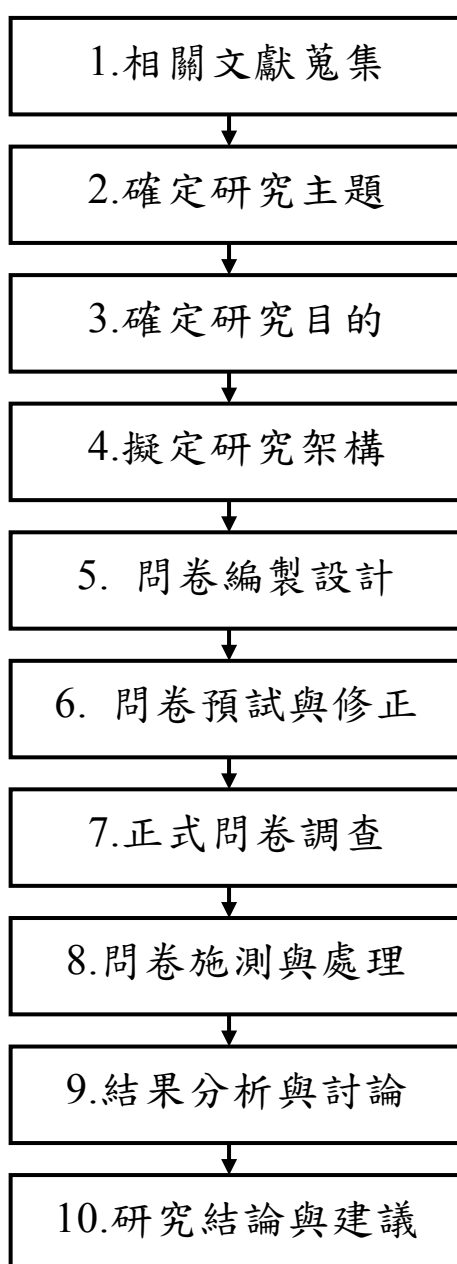 1.相關文獻蒐集
2.確定研究主題
3.確定研究目的
4.擬定研究架構
5. 問卷編製設計
6. 問卷預試與修正
7.正式問卷調查
8.問卷施測與處理
9.結果分析與討論
10.研究結論與建議